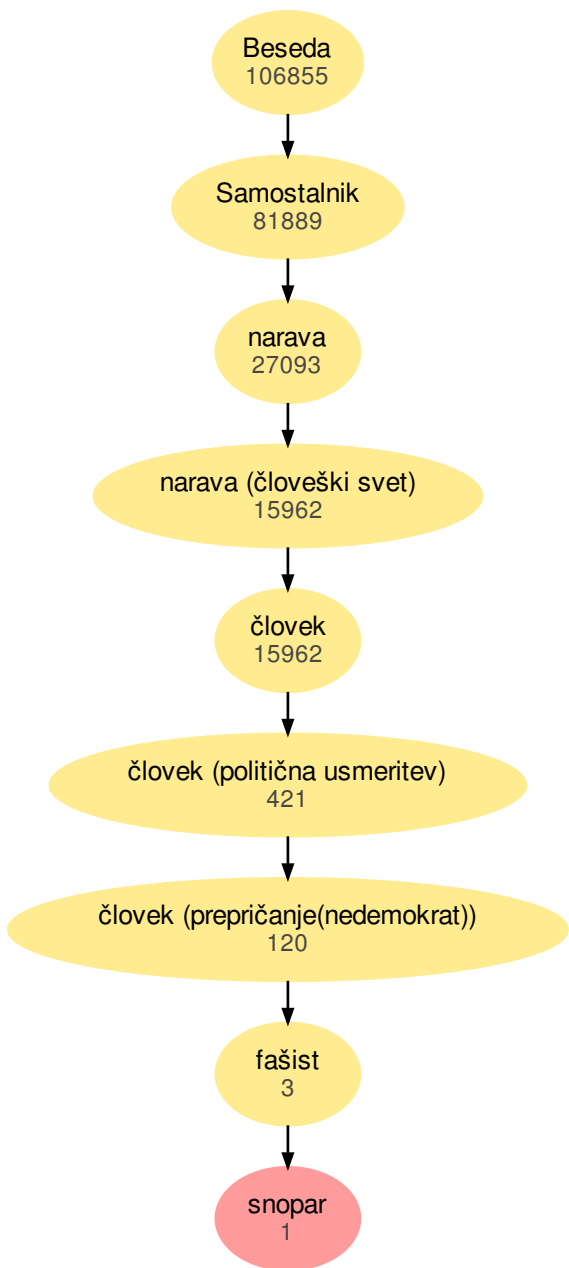 Beseda
106855
Samostalnik
81889
narava
27093
narava (človeški svet)
15962
človek
15962
človek (politična usmeritev)
421
človek (prepričanje(nedemokrat))
120
fašist
3
snopar
1